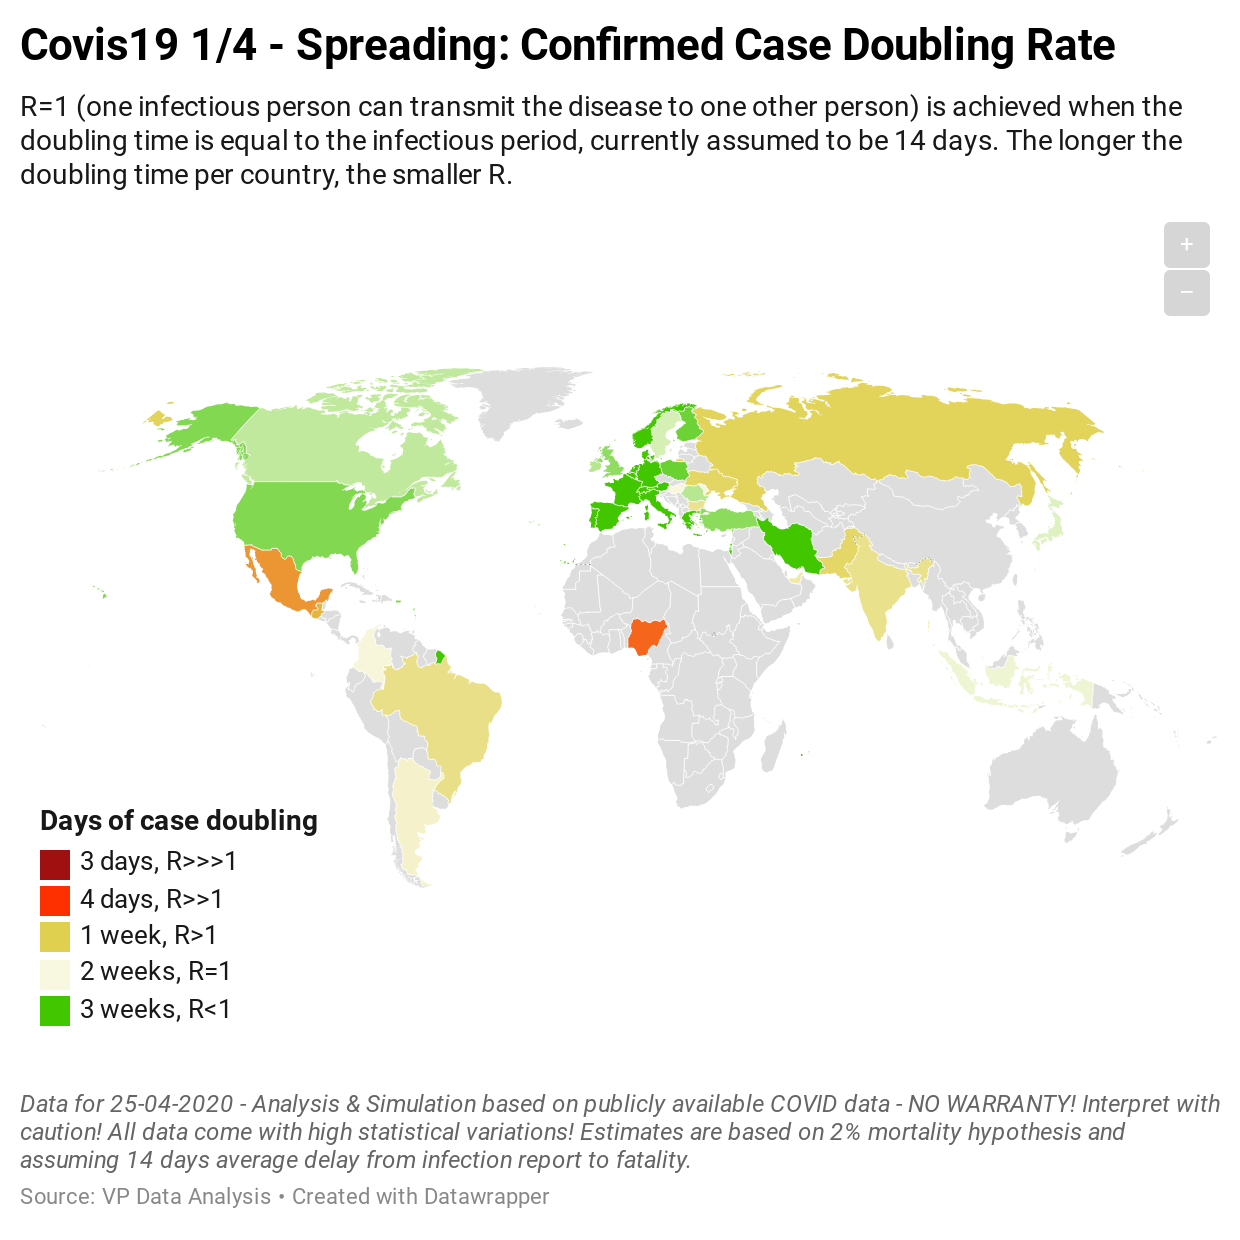 Covis19 1/4 - Spreading: Confirmed Case Doubling Rate
R=1 (one infectious person can transmit the disease to one other person) is achieved when the
doubling time is equal to the infectious period, currently assumed to be 14 days. The longer the
doubling time per country, the smaller R.
+
−
Days of case doubling
3 days, R>>>1
4 days, R>>1
1 week, R>1
2 weeks, R=1
3 weeks, R<1
Data for 25-04-2020 - Analysis & Simulation based on publicly available COVID data - NO WARRANTY! Interpret with
caution! All data come with high statistical variations! Estimates are based on 2% mortality hypothesis and
assuming 14 days average delay from infection report to fatality.
Source: VP Data Analysis • Created with Datawrapper